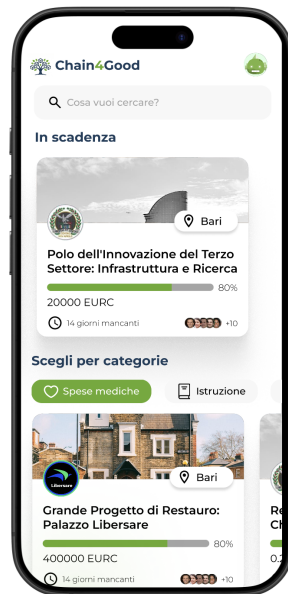 Chain4Good
Cosa vuoi cercare?
In scadenza
Bari
Polo dell'Innovazione del Terzo
Settore: Infrastruttura e Ricerca
80%
20000 EURC
14 giorni mancanti
+10
Scegli per categorie
Spese mediche
Istruzione
Libersare
Bari
Grande Progetto di Restauro:
Palazzo Libersare
80%
400000 EURC
14 giorni mancanti
+10